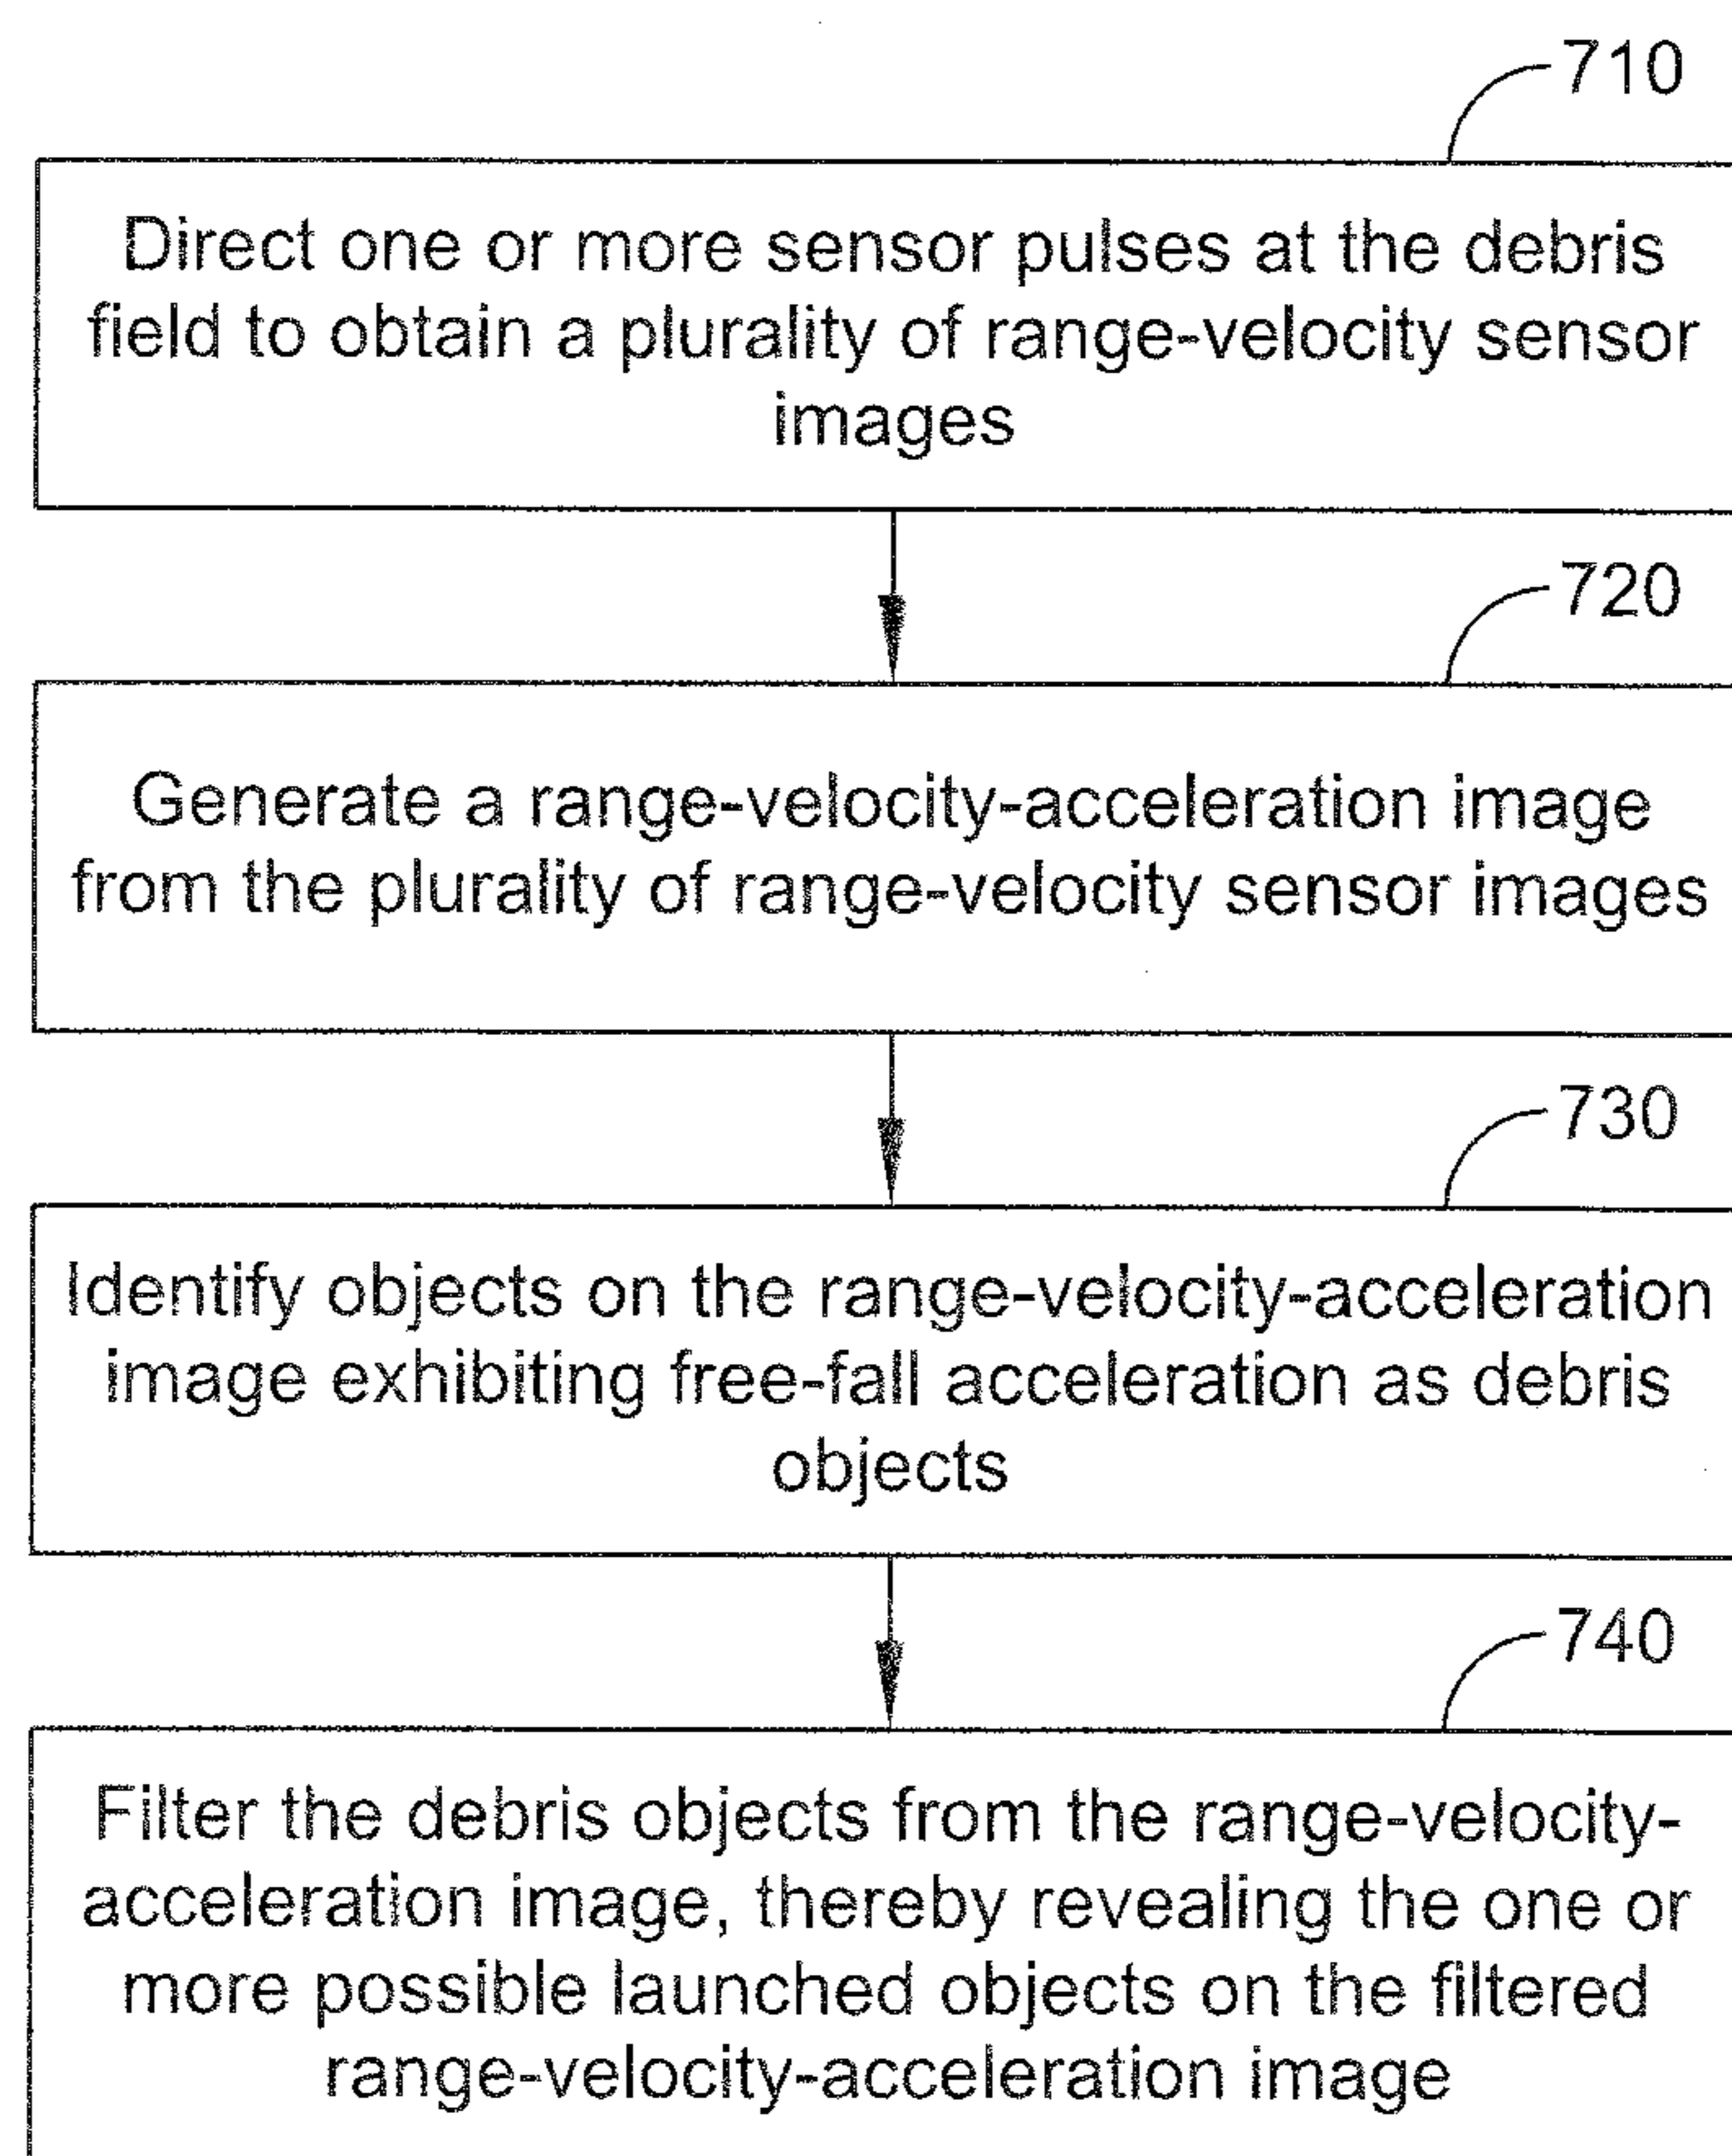 710
Direct one or more sensor pulses at the debris
field to obtain a plurality of range-velocity sensor
images
720
Generate a range-velocity-acceleration image
from the plurality of range-velocity sensor images
730
Identify objects on the range-velocity-acceleration
image exhibiting free-fall acceleration as debris
objects
740
Filter the debris objects from the range-velocity-
acceleration image, thereby revealing the one or
more possible launched objects on the filtered
range-velocity-acceleration image